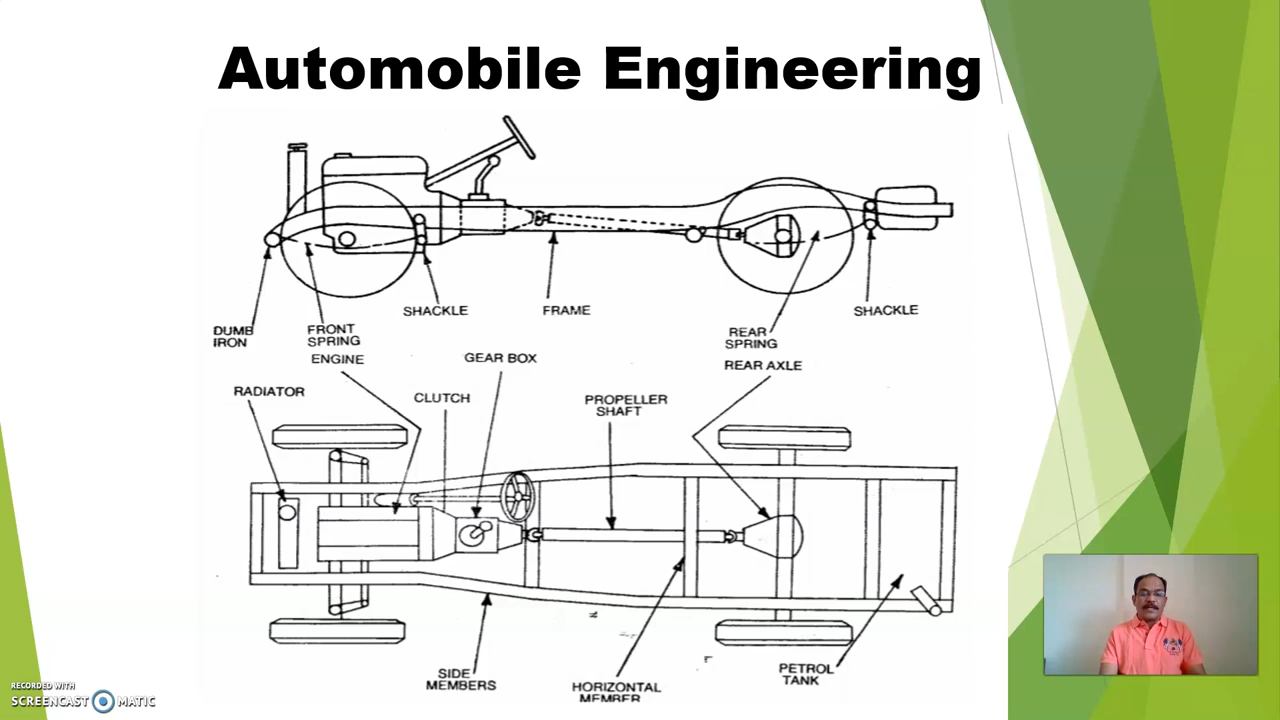 Automobile Engineering
SHACKLE
FRAME
SHACKLE
DUMB
IRON
FRONT
SPRING
REAR
SPRING
ENGINE
GEAR BOX
REAR AXLE
RADIATOR
CLUTCH
PROPELLER
SHAFT
SIDE
MEMBERS
HORIZONTAL
MEMBER
PETROL
TANK
RECORDED WITH
SCREENCAST MATIC